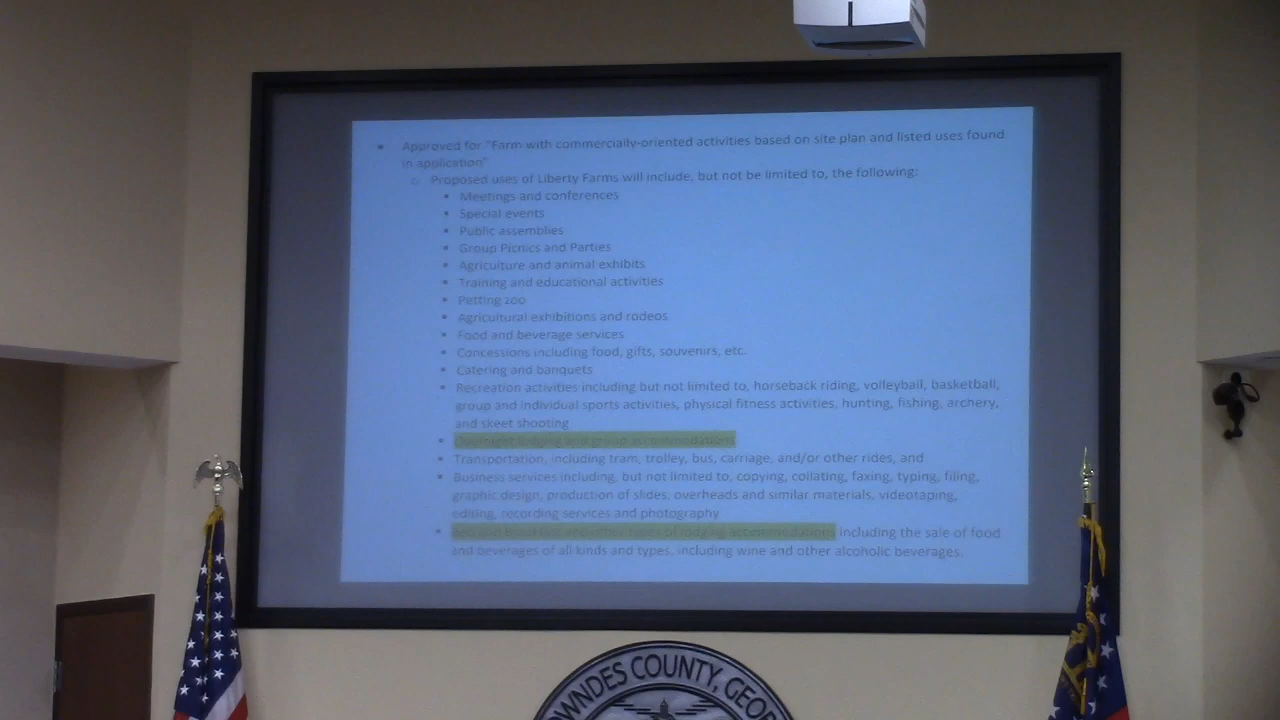 • Approved for "Farm with commercially-oriented activities based on site plan and listed uses found
in application"
○ Proposed uses of Liberty Farms will include, but not be limited to, the following:
▪ Meetings and conferences
▪ Special events
▪ Public assemblies
▪ Group Picnics and Parties
▪ Agriculture and animal exhibits
▪ Training and educational activities
▪ Petting zoo
▪ Agricultural exhibitions and rodeos
▪ Food and beverage services
▪ Concessions including food, gifts, souvenirs, etc.
▪ Catering and banquets
▪ Recreation activities including but not limited to, horseback riding, volleyball, basketball,
group and individual sports activities, physical fitness activities, hunting, fishing, archery,
and skeet shooting
▪ Overnight lodging and group accommodations
▪ Transportation, including tram, trolley, bus, carriage, and/or other rides, and
▪ Business services including, but not limited to, copying, collating, faxing, typing, filing,
graphic design, production of slides, overheads and similar materials, videotaping,
editing, recording services and photography
▪ Bed and breakfast and other types of lodging accommodations including the sale of food
and beverages of all kinds and types, including wine and other alcoholic beverages.
OWNDES COUNTY, GEOR